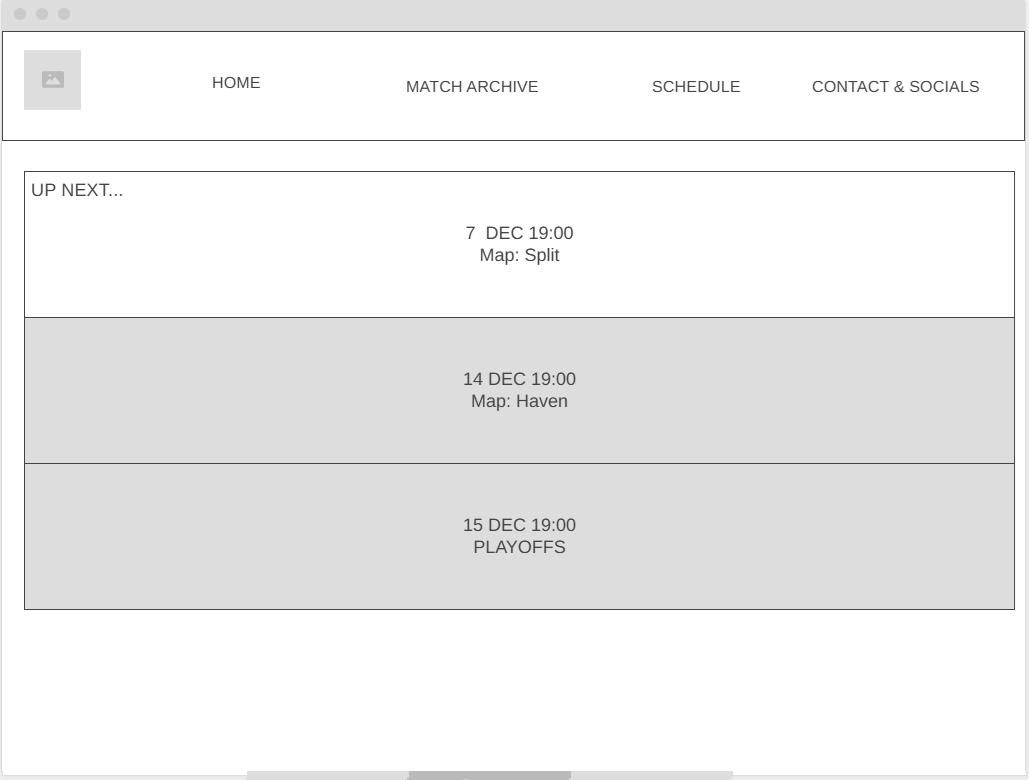 HOME
MATCH ARCHIVE
SCHEDULE
CONTACT & SOCIALS
UP NEXT...
7  DEC 19:00
Map: Split
14 DEC 19:00
Map: Haven
15 DEC 19:00
PLAYOFFS